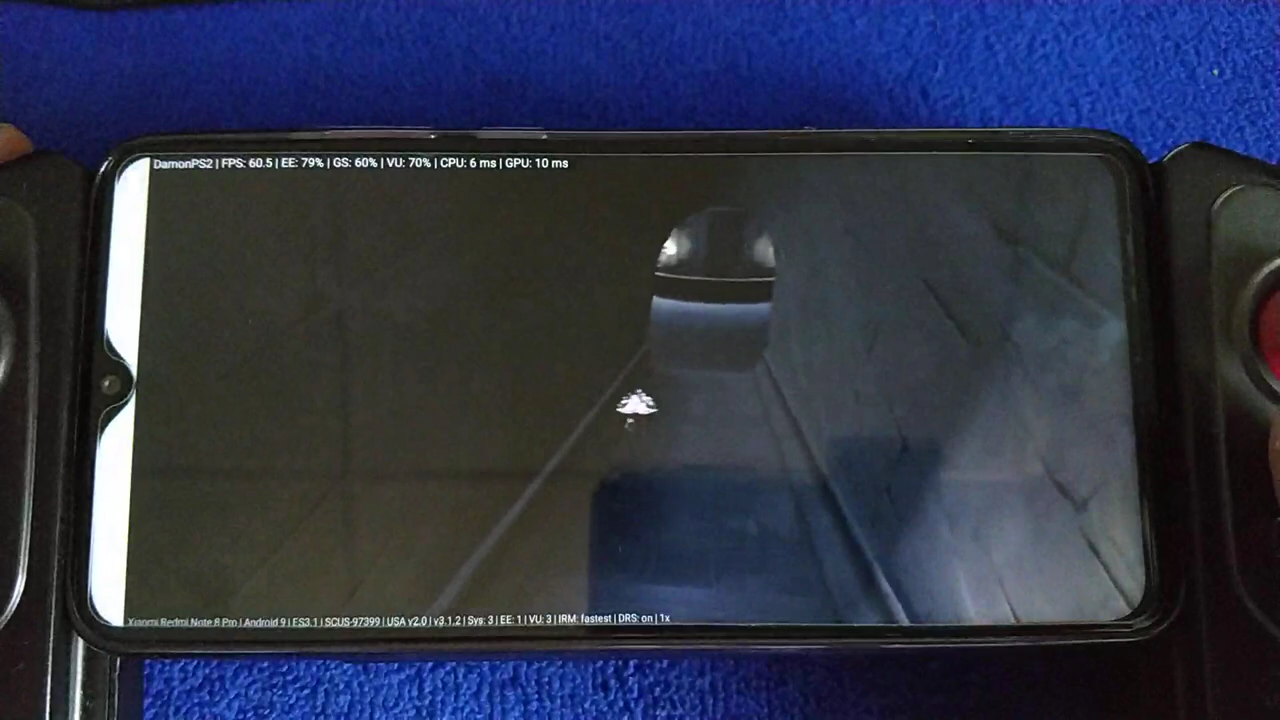 DamonPS2 | FPS: 60.5 | EE: 79% | GS: 60% | VU: 70% | CPU: 6 ms | GPU: 10 ms
Xiaomi Redmi Note 8 Pro | Android 9 | ES3.1 | SCUS-97399 | USA v2.0 | v3.1.2 | Sys: 3 | EE: 1 | VU: 3 | IRM: fastest | DRS: on | 1x